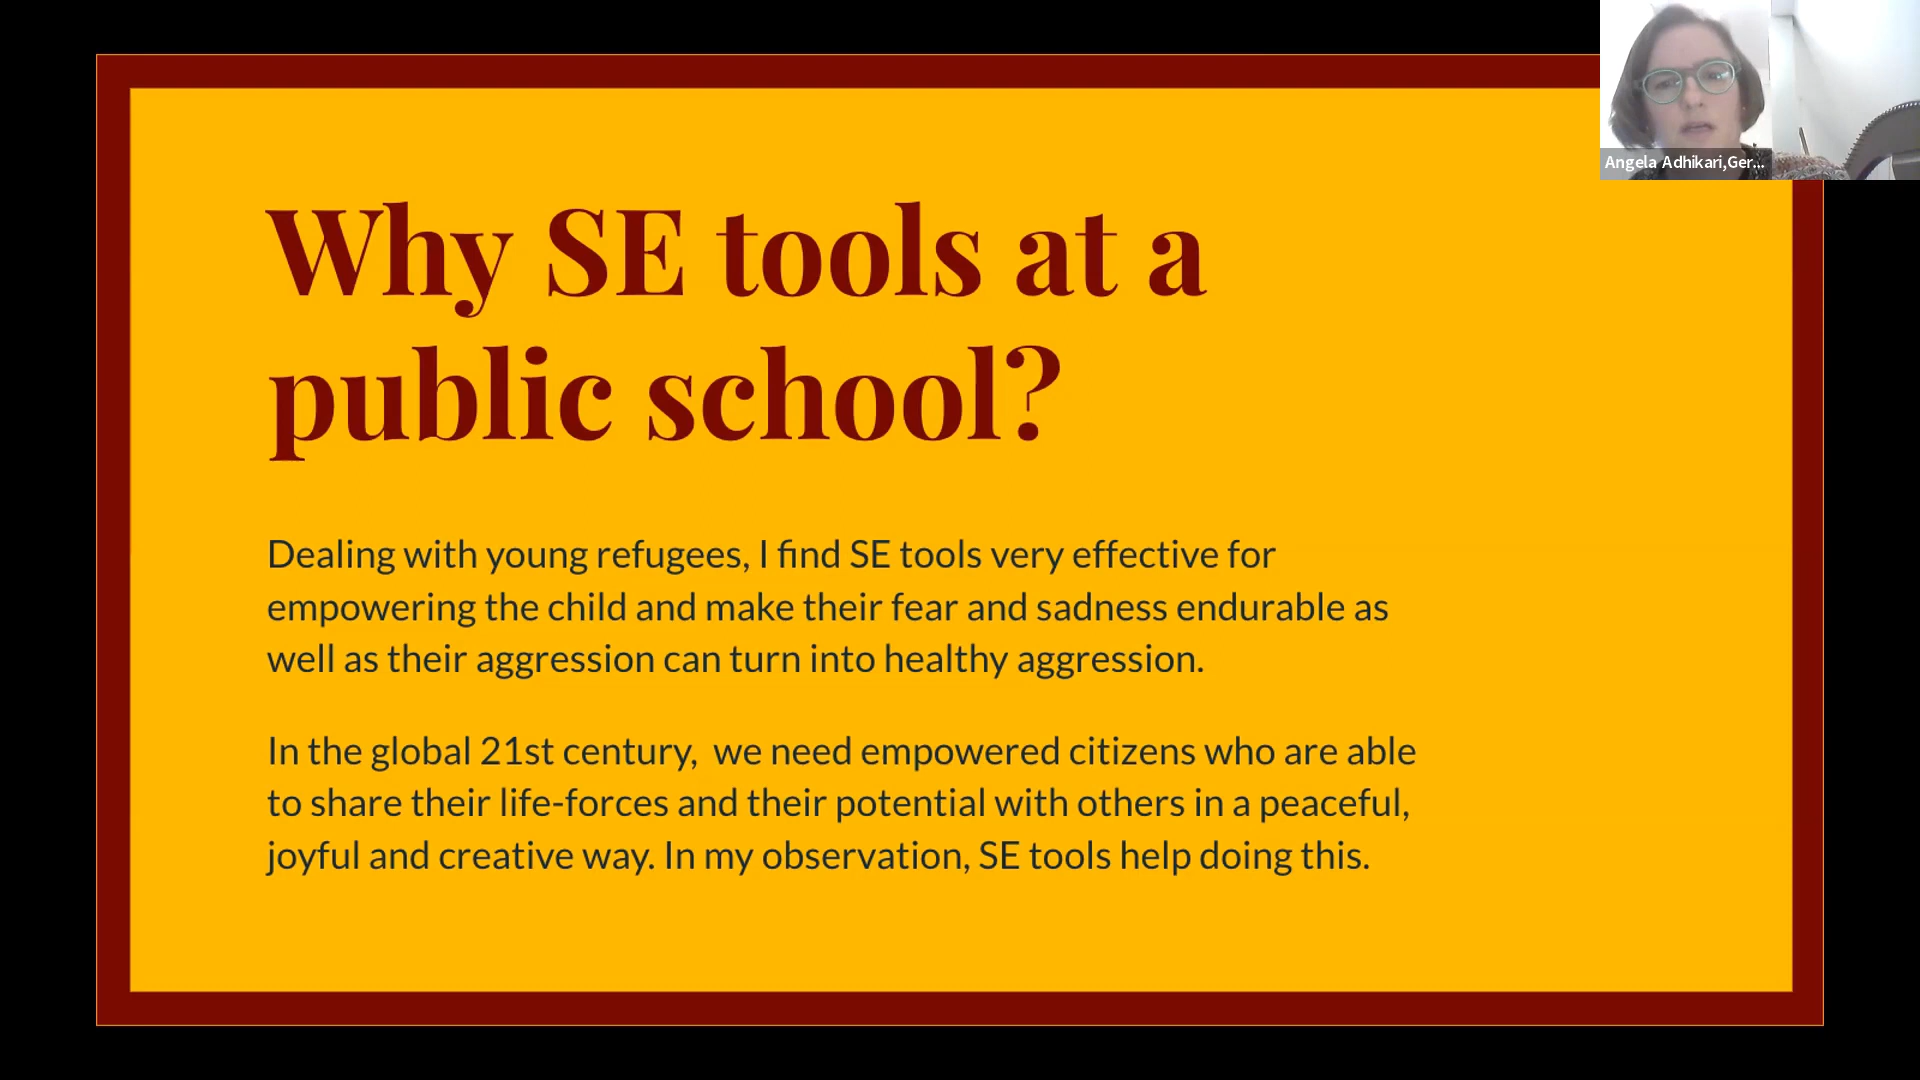 Why SE tools at a
public school?
Dealing with young refugees, I find SE tools very effective for
empowering the child and make their fear and sadness endurable as
well as their aggression can turn into healthy aggression.
In the global 21st century,  we need empowered citizens who are able
to share their life-forces and their potential with others in a peaceful,
joyful and creative way. In my observation, SE tools help doing this.
Angela Adhikari,Ger...